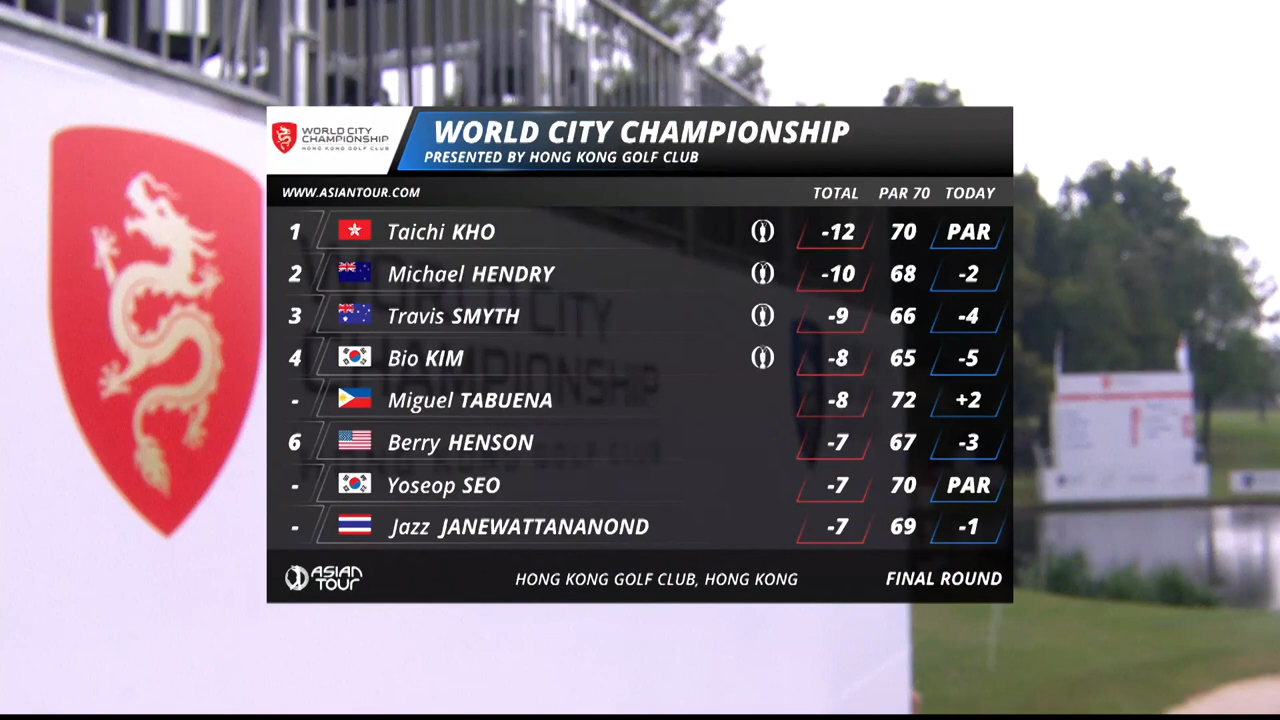 WORLD CITY
CHAMPIONSHIP
HONG KONG GOLF CLUB
WORLD CITY CHAMPIONSHIP
PRESENTED BY HONG KONG GOLF CLUB
WWW.ASIANTOUR.COM TOTAL PAR 70 TODAY
1 Taichi KHO -12 70 PAR
2 Michael HENDRY -10 68 -2
3 Travis SMYTH -9 66 -4
4 Bio KIM -8 65 -5
- Miguel TABUENA -8 72 +2
6 Berry HENSON -7 67 -3
- Yoseop SEO -7 70 PAR
- Jazz JANEWATTANANOND -7 69 -1
ASIAN
TOUR
HONG KONG GOLF CLUB, HONG KONG FINAL ROUND